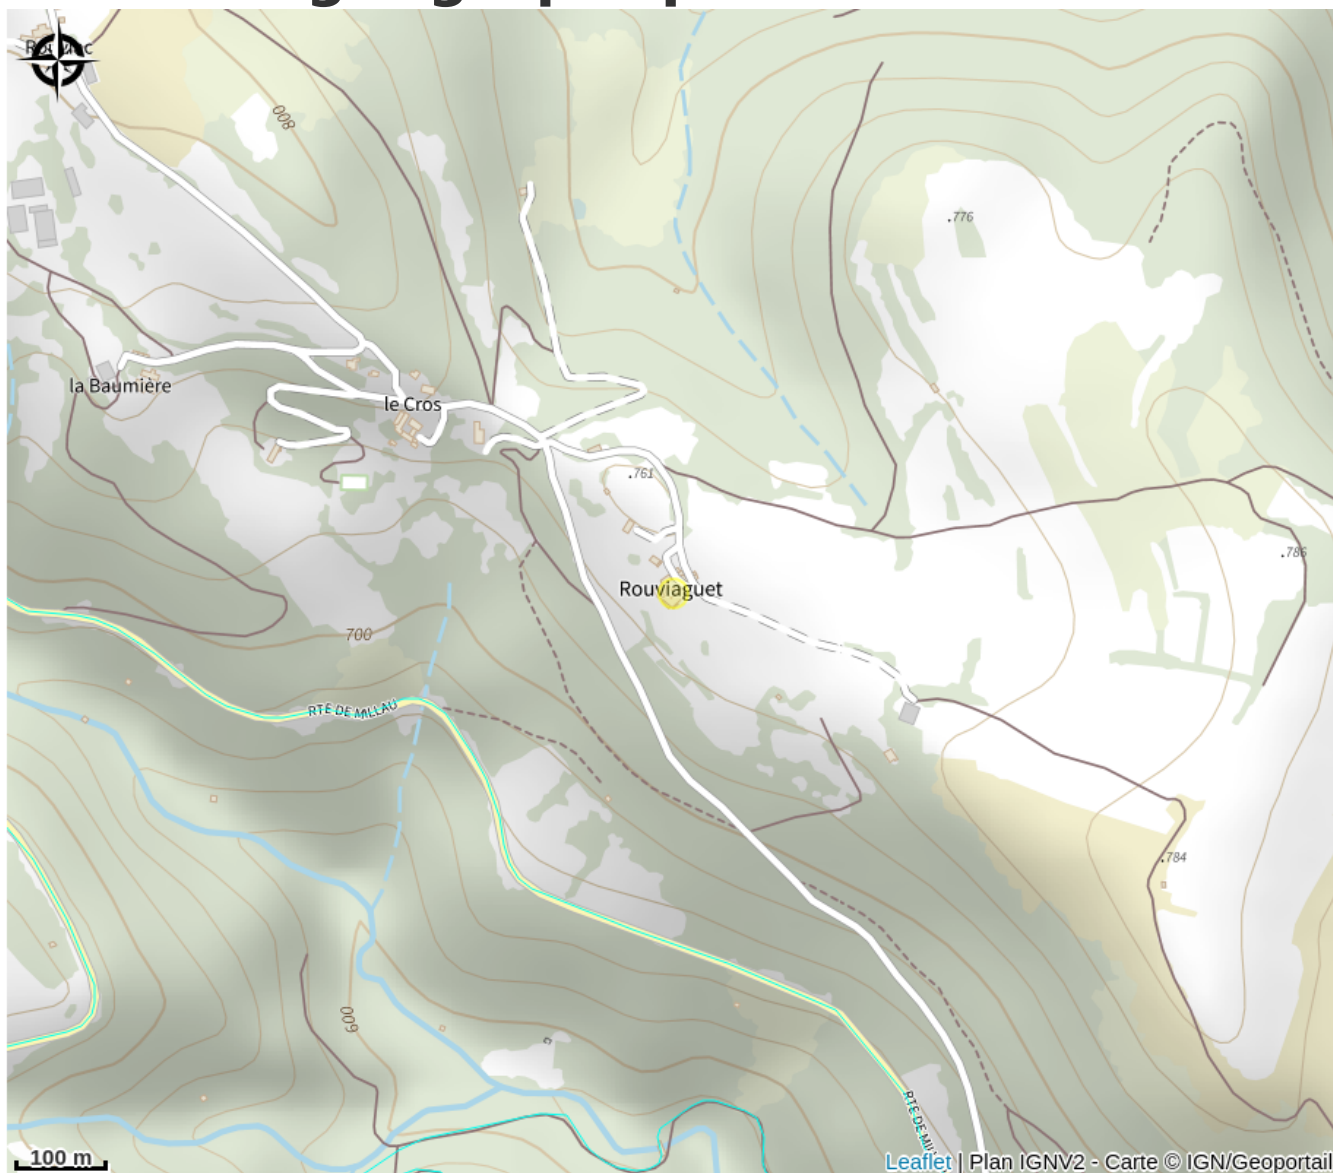 800
.776
la Baumière
le Cros
.761
.786
Rouviaguet
700
RTE DE MILLAU
.784
600
100 m
Leaflet | Plan IGNV2 - Carte © IGN/Geoportail